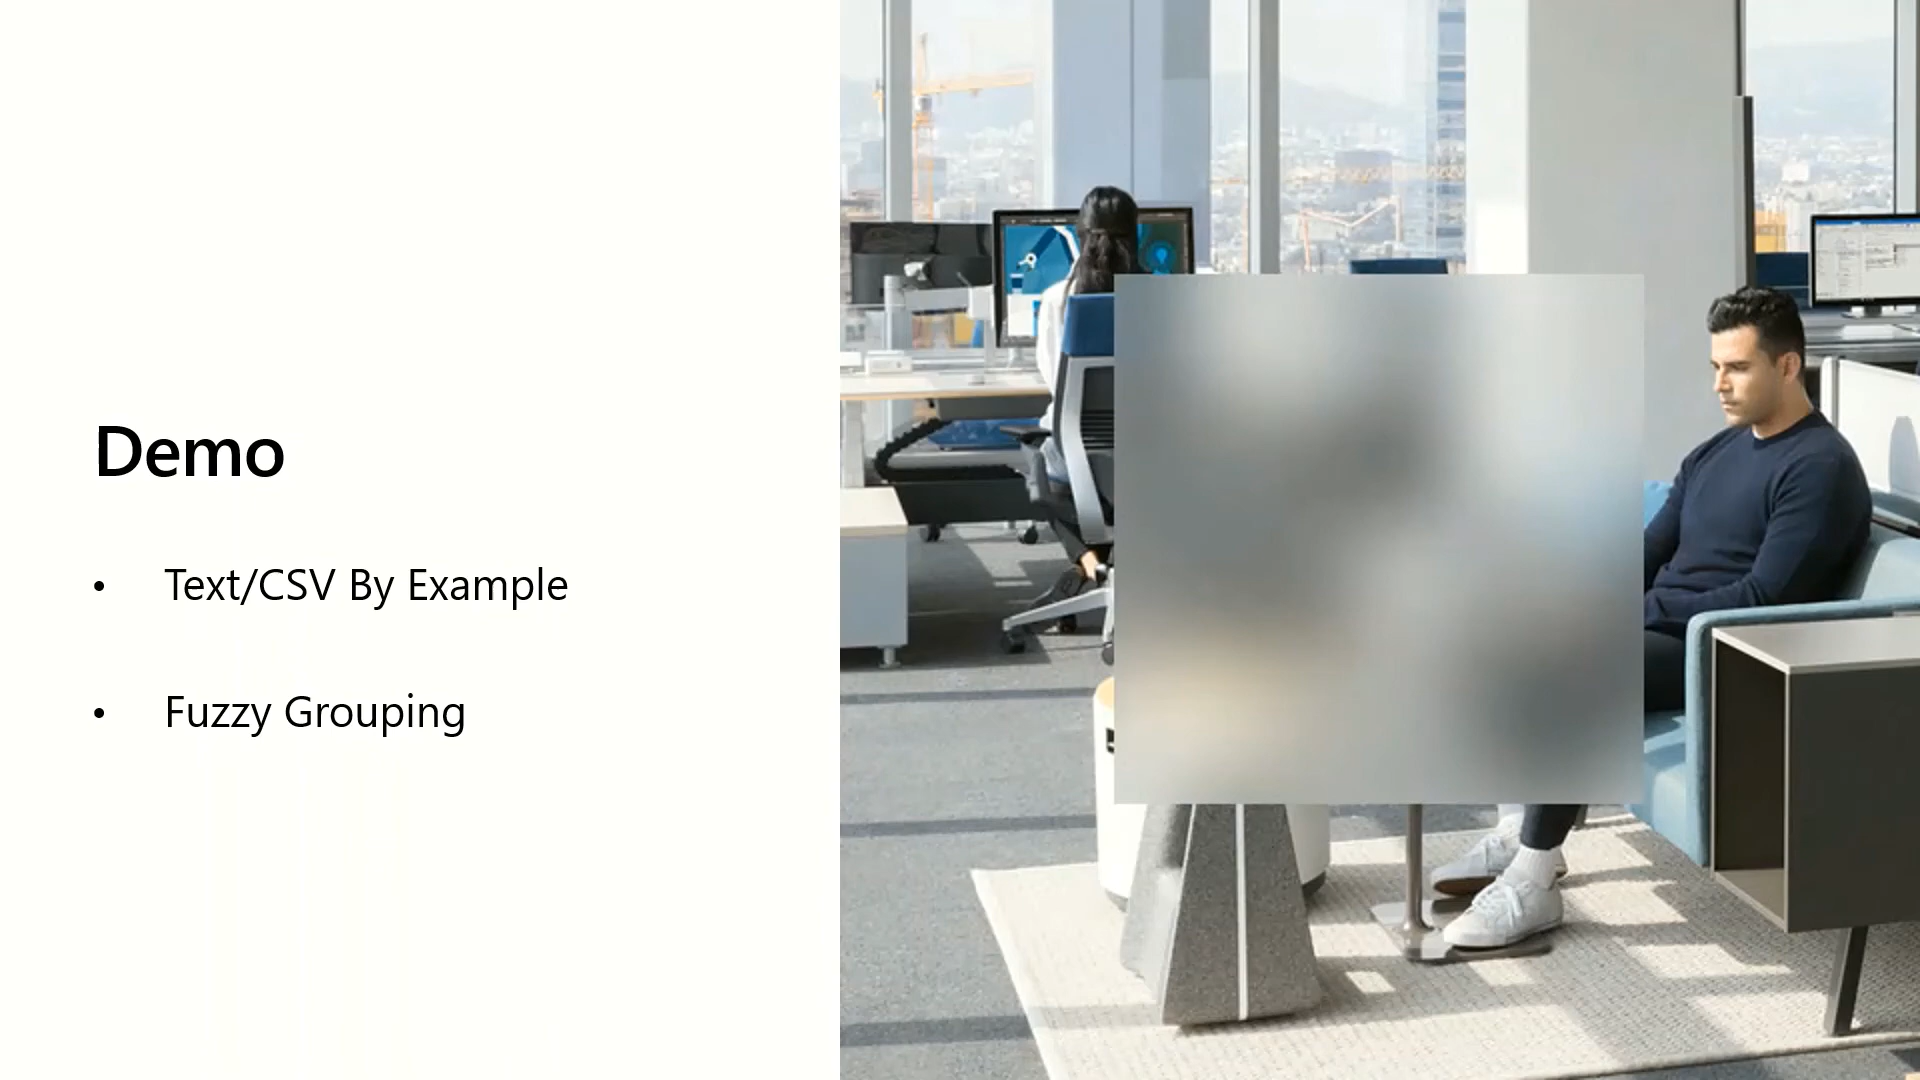 Demo
• Text/CSV By Example
• Fuzzy Grouping